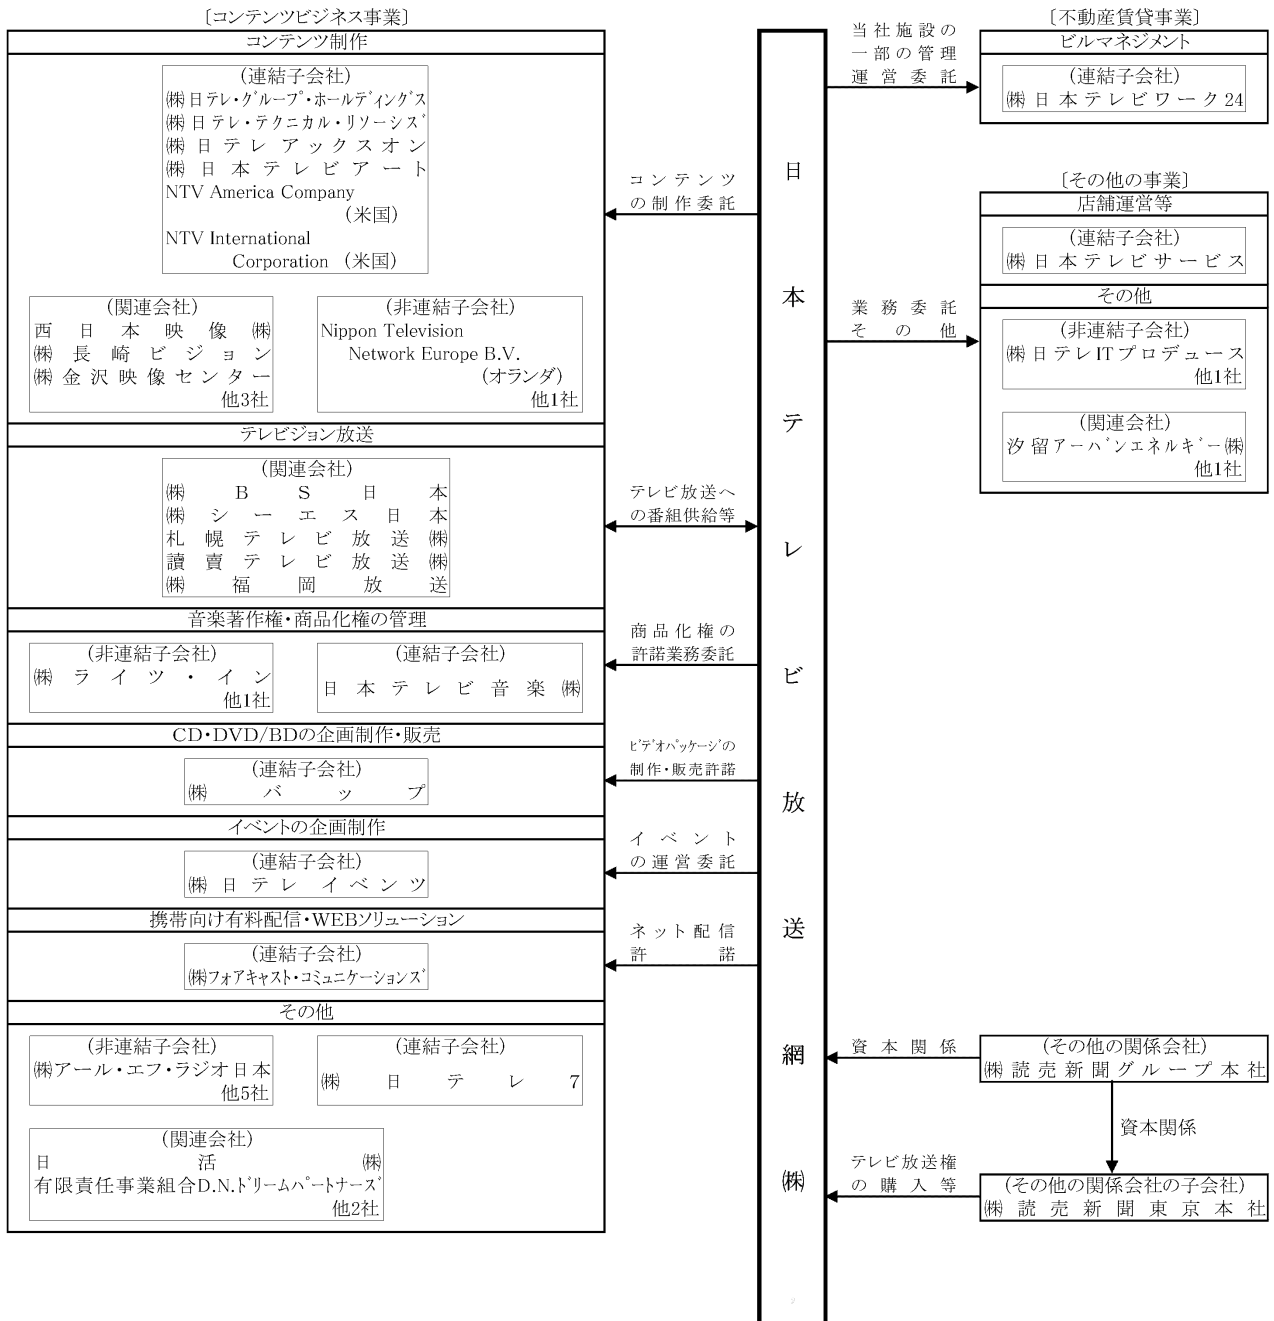 〔コンテンツビジネス事業〕
コンテンツ制作
(連結子会社)
㈱日テレ・グループ・ホールディングス
㈱日テレ・テクニカル・リソーシズ
㈱日テレアックスオン
㈱日本テレビアート
NTV America Company
(米国)
NTV International
Corporation (米国)
(関連会社)
西日本映像㈱
㈱長崎ビジョン
㈱金沢映像センター
他3社
(非連結子会社)
Nippon Television
Network Europe B.V.
(オランダ)
他1社
テレビジョン放送
(関連会社)
㈱BS日本
㈱シーエス日本
札幌テレビ放送㈱
讀賣テレビ放送㈱
㈱福岡放送
音楽著作権・商品化権の管理
(非連結子会社)
㈱ライツ・イン
他1社
(連結子会社)
日本テレビ音楽㈱
CD・DVD/BDの企画制作・販売
(連結子会社)
㈱バップ
イベントの企画制作
(連結子会社)
㈱日テレイベンツ
携帯向け有料配信・WEBソリューション
(連結子会社)
㈱フォアキャスト・コミュニケーションズ
その他
(非連結子会社)
㈱アール・エフ・ラジオ日本
他5社
(連結子会社)
㈱日テレ7
(関連会社)
日活㈱
有限責任事業組合D.N.ドリームパートナーズ
他2社
コンテンツ
の制作委託
テレビ放送へ
の番組供給等
商品化権の
許諾業務委託
ビデオパッケージの
制作・販売許諾
イベント
の運営委託
ネット配信
許諾
日本テレビ放送網㈱
当社施設の
一部の管理
運営委託
業務委託
その他
資本関係
テレビ放送権
の購入等
〔不動産賃貸事業〕
ビルマネジメント
(連結子会社)
㈱日本テレビワーク24
〔その他の事業〕
店舗運営等
(連結子会社)
㈱日本テレビサービス
その他
(非連結子会社)
㈱日テレITプロデュース
他1社
(関連会社)
汐留アーバンエネルギー㈱
他1社
(その他の関係会社)
㈱読売新聞グループ本社
資本関係
(その他の関係会社の子会社)
㈱読売新聞東京本社